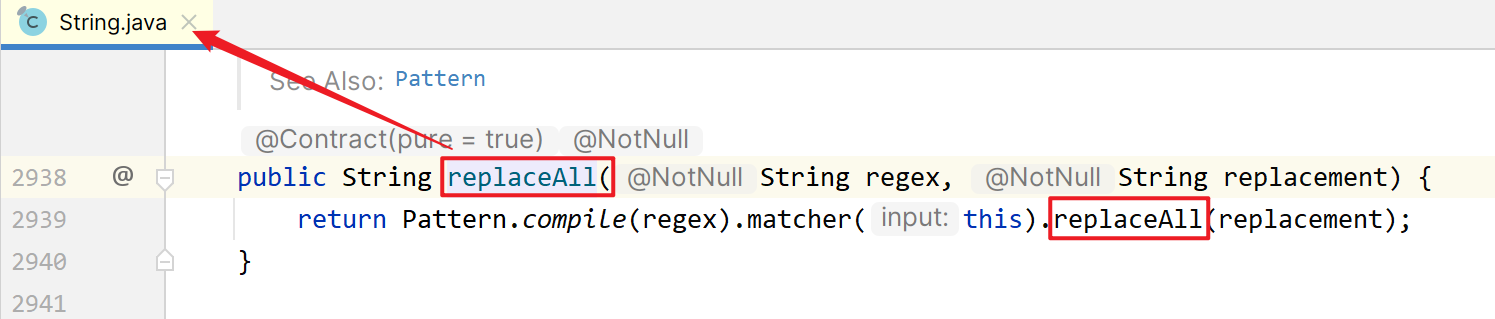 C String.java
See Also: Pattern
@Contract(pure = true) @NotNull
2938 @ public String replaceAll( @NotNull String regex, @NotNull String replacement) {
2939 return Pattern.compile(regex).matcher( input: this).replaceAll(replacement);
2940 }
2941